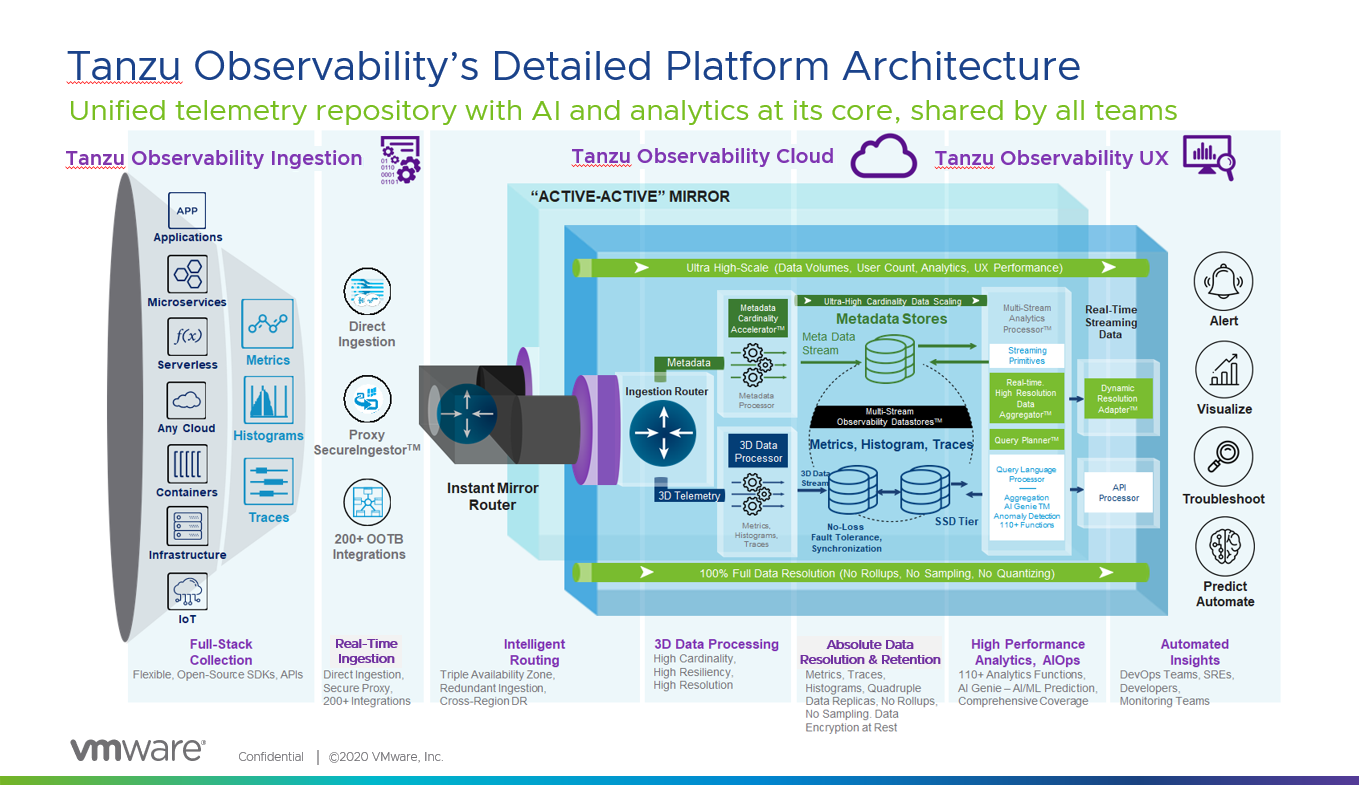 Tanzu Observability's Detailed Platform Architecture
Unified telemetry repository with AI and analytics at its core, shared by all teams
Tanzu Observability Ingestion
01
0110
0001
01101
Tanzu Observability Cloud
Tanzu Observability UX
APP
Applications
Microservices
f(x)
Serverless
Any Cloud
Containers
Infrastructure
IoT
Metrics
Histograms
Traces
Direct
Ingestion
Proxy
SecureIngestor™
200+ OOTB
Integrations
Instant Mirror
Router
“ACTIVE-ACTIVE” MIRROR
Ultra High-Scale (Data Volumes, User Count, Analytics, UX Performance)
Ingestion Router
Metadata
3D Telemetry
Metadata
Cardinality
Accelerator™
Metadata
Processor
3D Data
Processor
Metrics,
Histograms,
Traces
Ultra-High Cardinality Data Scaling
Metadata Stores
Meta Data
Stream
Multi-Stream
Observability Datastores™
Metrics, Histogram, Traces
3D Data
Stream
SSD Tier
No-Loss
Fault Tolerance,
Synchronization
Multi-Stream
Analytics
Processor™
Streaming
Primitives
Real-time,
High Resolution
Data
Aggregator™
Query Planner™
Query Language
Processor
Aggregation
AI Genie TM
Anomaly Detection
110+ Functions
Real-Time
Streaming
Data
Dynamic
Resolution
Adapter™
API
Processor
100% Full Data Resolution (No Rollups, No Sampling, No Quantizing)
Alert
Visualize
Troubleshoot
Predict
Automate
Full-Stack
Collection
Flexible, Open-Source SDKs, APIs
Real-Time
Ingestion
Direct Ingestion,
Secure Proxy,
200+ Integrations
Intelligent
Routing
Triple Availability Zone,
Redundant Ingestion,
Cross-Region DR
3D Data Processing
High Cardinality,
High Resiliency,
High Resolution
Absolute Data
Resolution & Retention
Metrics, Traces,
Histograms, Quadruple
Data Replicas, No Rollups,
No Sampling. Data
Encryption at Rest
High Performance
Analytics, AIOps
110+ Analytics Functions,
AI Genie – AI/ML Prediction,
Comprehensive Coverage
Automated
Insights
DevOps Teams, SREs,
Developers,
Monitoring Teams
vmware®
Confidential | ©2020 VMware, Inc.